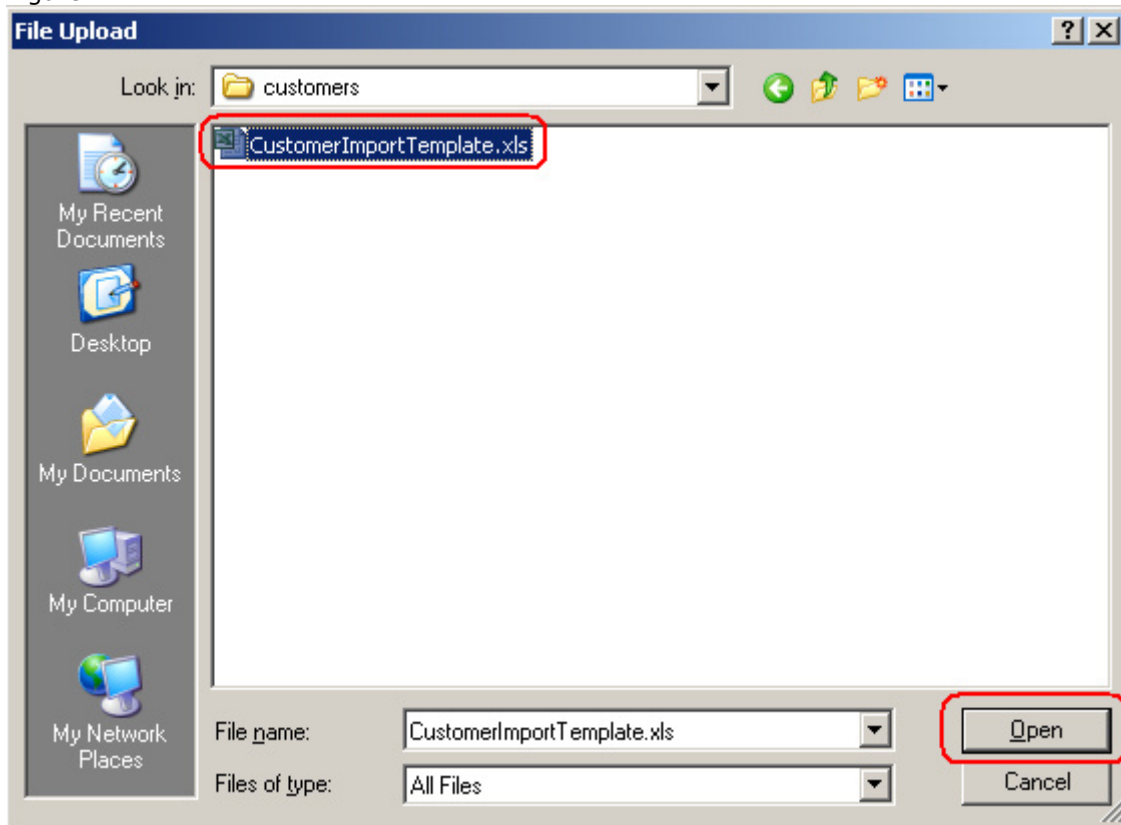 File Upload
Look in:
customers
CustomerImportTemplate.xls
My Recent
Documents
Desktop
My Documents
My Computer
My Network
Places
File name:
CustomerImportTemplate.xls
Open
Files of type:
All Files
Cancel